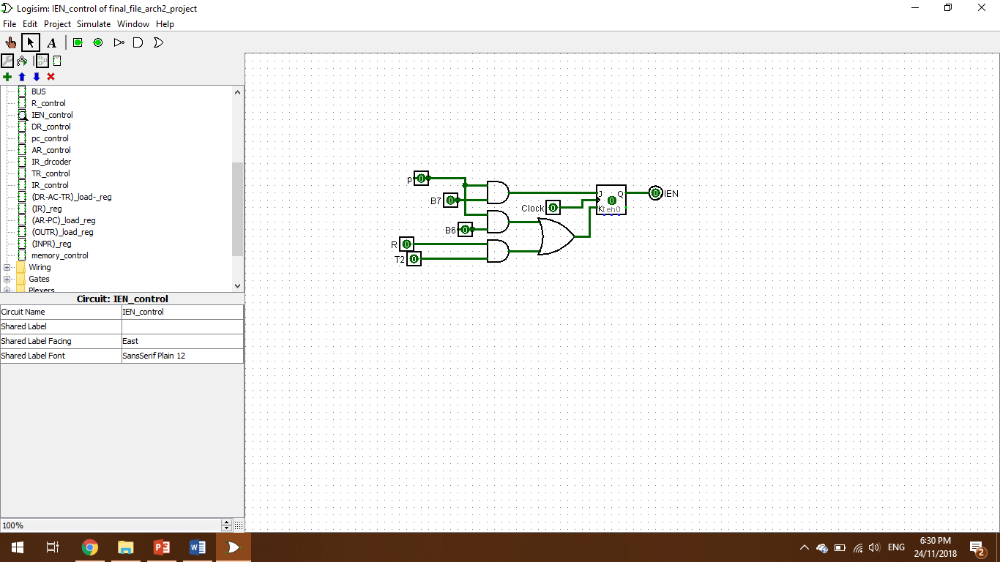 Logisim: IEN_control of final_file_arch2_project
File Edit Project Simulate Window Help
A
BUS
R_control
IEN_control
DR_control
pc_control
AR_control
IR_drcoder
TR_control
IR_control
(DR-AC-TR)_load-_reg
(IR)_reg
(AR-PC)_load_reg
(OUTR)_load_reg
(INPR)_reg
memory_control
Wiring
Gates
Plexers
Circuit: IEN_control
Circuit Name IEN_control
Shared Label
Shared Label Facing East
Shared Label Font SansSerif Plain 12
100%
p 0
B7 0
B6 0
R 0
T2 0
Clock 0
J Q
0
K en0
0 IEN
ENG
6:30 PM
24/11/2018
2